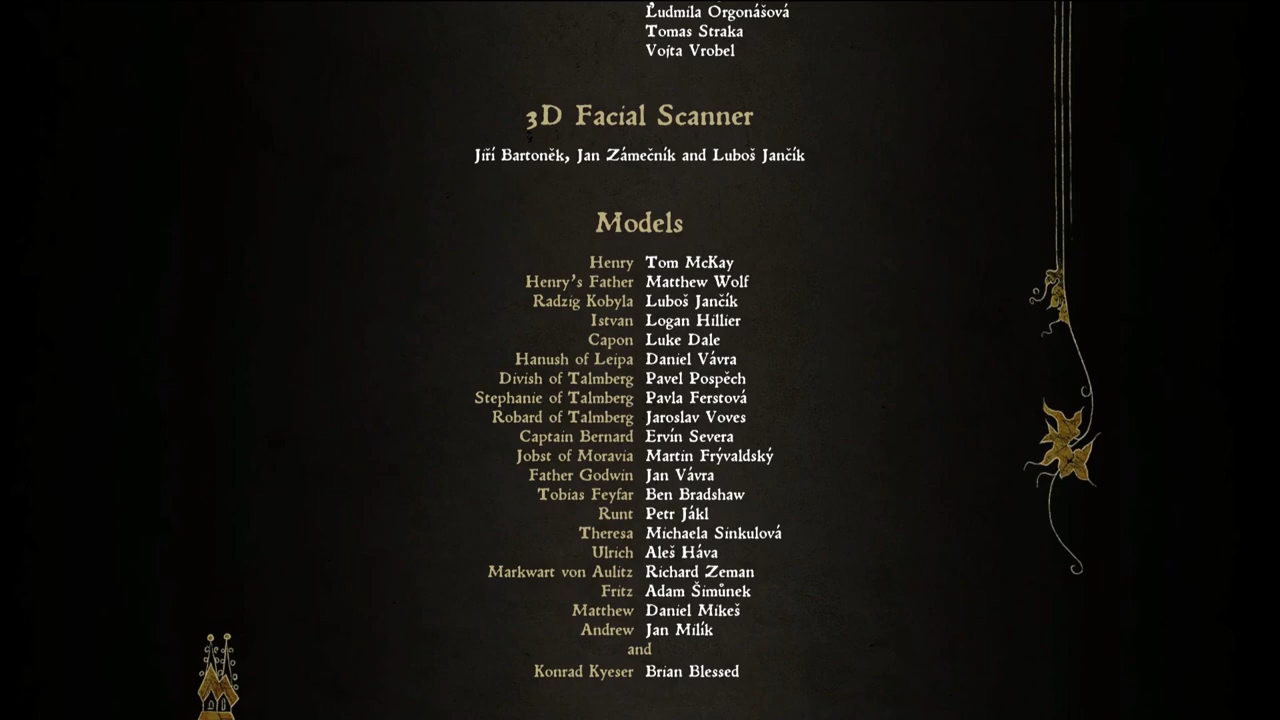 Ľudmila Orgonášová
Tomas Straka
Vojta Vrobel
3D Facial Scanner
Jiří Bartoněk, Jan Zámečník and Luboš Jančík
Models
Henry Tom McKay
Henry's Father Matthew Wolf
Radzig Kobyla Luboš Jančík
Istvan Logan Hillier
Capon Luke Dale
Hanush of Leipa Daniel Vávra
Divish of Talmberg Pavel Pospěch
Stephanie of Talmberg Pavla Ferstová
Robard of Talmberg Jaroslav Voves
Captain Bernard Ervín Severa
Jobst of Moravia Martin Frývaldský
Father Godwin Jan Vávra
Tobias Feyfar Ben Bradshaw
Runt Petr Jákl
Theresa Michaela Sinkulová
Ulrich Aleš Háva
Markwart von Aulitz Richard Zeman
Fritz Adam Šimůnek
Matthew Daniel Mikeš
Andrew Jan Milík
and
Konrad Kyeser Brian Blessed